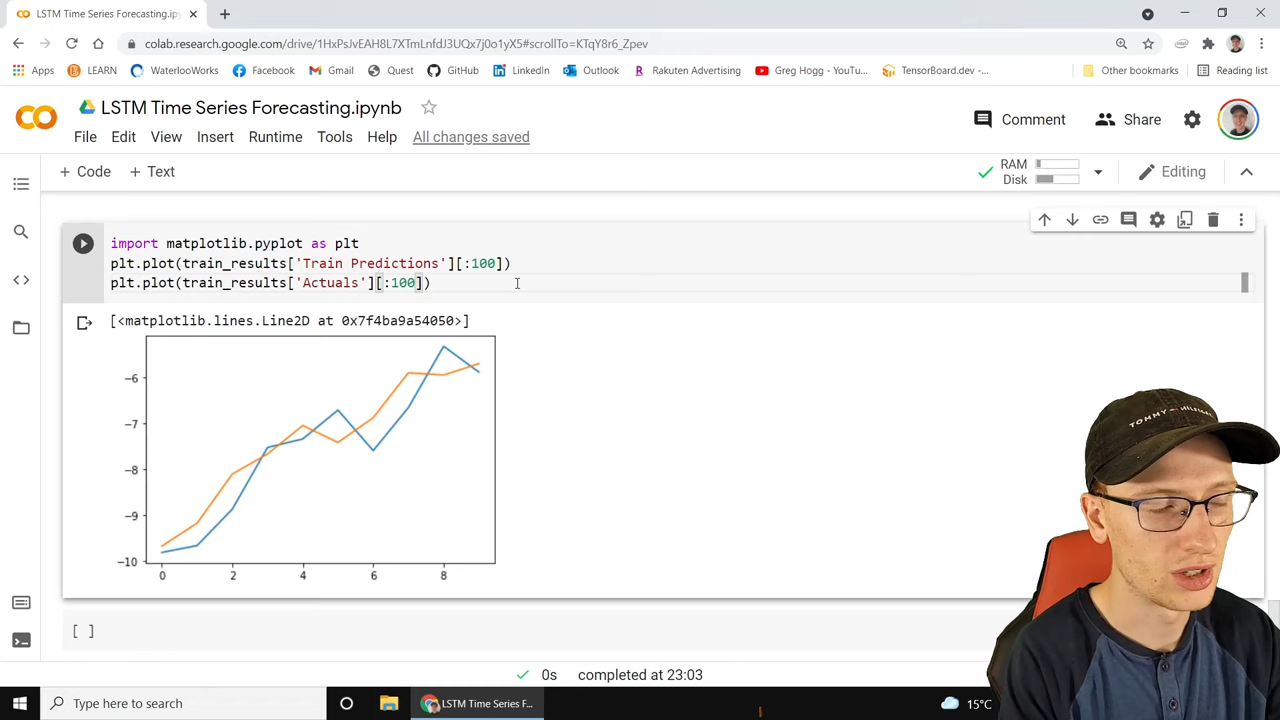 LSTM Time Series Forecasting.ipy
colab.research.google.com/drive/1HxPsJvEAH8L7XTmLnfdJ3UQx7j0o1yX5#scrollTo=KTqY8r6_Zpev
Apps LEARN WaterlooWorks Facebook Gmail Quest GitHub LinkedIn Outlook Rakuten Advertising Greg Hogg - YouTu... TensorBoard.dev -... Other bookmarks Reading list
LSTM Time Series Forecasting.ipynb
Comment Share
File Edit View Insert Runtime Tools Help All changes saved
+ Code + Text
RAM
Disk
Editing
import matplotlib.pyplot as plt
plt.plot(train_results['Train Predictions'][:100])
plt.plot(train_results['Actuals'][:100])
[<matplotlib.lines.Line2D at 0x7f4ba9a54050>]
−6
−7
−8
−9
−10
0 2 4 6 8
TOMMY HILFIGER
[ ]
0s completed at 23:03
Type here to search
LSTM Time Series F...
15°C